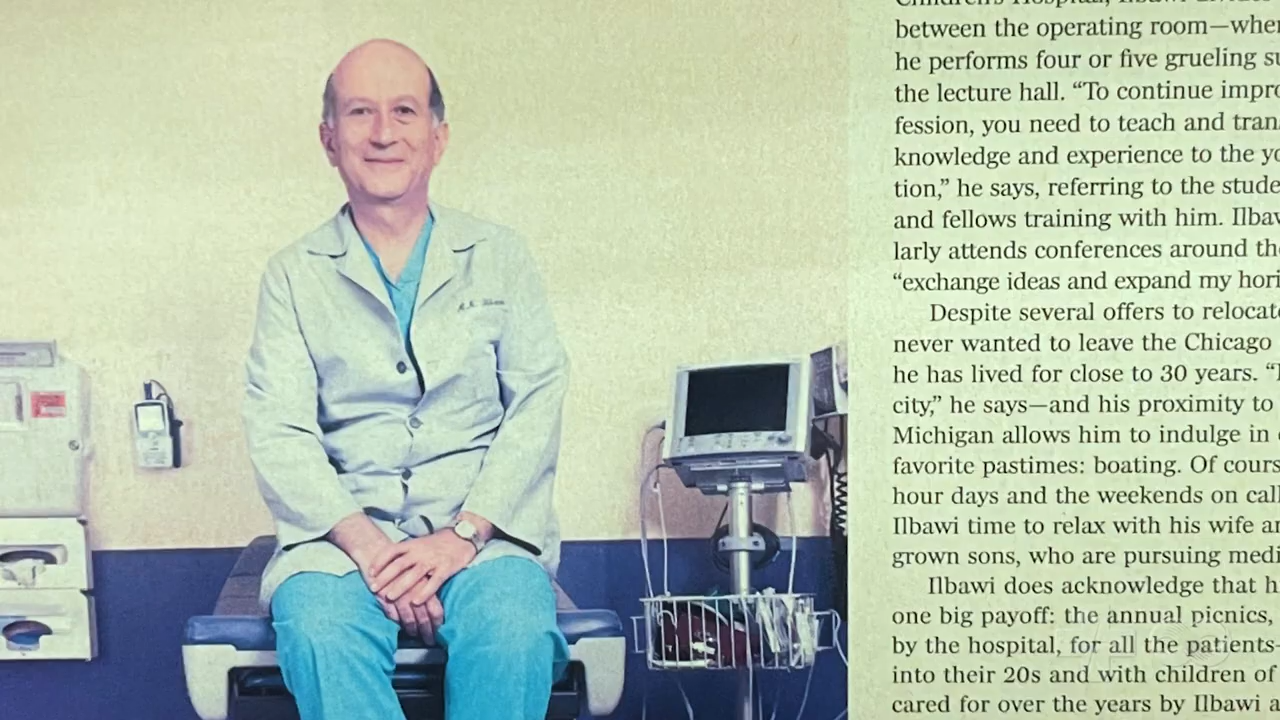 between the operating room—wher
he performs four or five grueling su
the lecture hall. “To continue impro
fession, you need to teach and tran
knowledge and experience to the yo
tion,” he says, referring to the stude
and fellows training with him. Ilbaw
larly attends conferences around the
“exchange ideas and expand my hori
Despite several offers to relocate
never wanted to leave the Chicago
he has lived for close to 30 years. “I
city,” he says—and his proximity to
Michigan allows him to indulge in
favorite pastimes: boating. Of cours
hour days and the weekends on call
Ilbawi time to relax with his wife an
grown sons, who are pursuing medi
Ilbawi does acknowledge that h
one big payoff: the annual picnics,
by the hospital, for all the patients–
into their 20s and with children of
cared for over the years by Ilbawi a